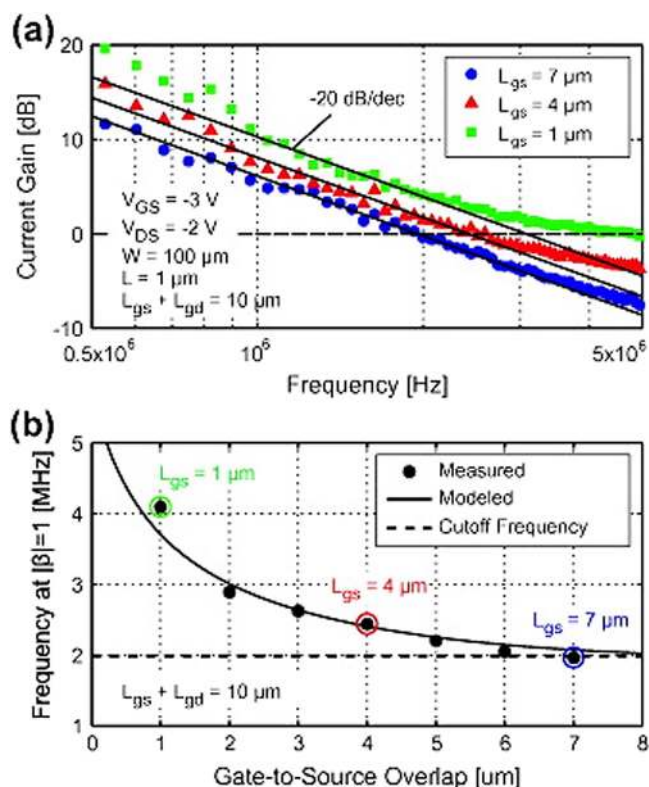 (a)
20
10
0
-10
Current Gain [dB]
-20 dB/dec
L_gs = 7 µm
L_gs = 4 µm
L_gs = 1 µm
V_GS = -3 V
V_DS = -2 V
W = 100 µm
L = 1 µm
L_gs + L_gd = 10 µm
0.5x10^6
10^6
5x10^6
Frequency [Hz]
(b)
5
4
3
2
1
Frequency at |β|=1 [MHz]
L_gs = 1 µm
Measured
Modeled
Cutoff Frequency
L_gs = 4 µm
L_gs = 7 µm
L_gs + L_gd = 10 µm
0 1 2 3 4 5 6 7 8
Gate-to-Source Overlap [um]